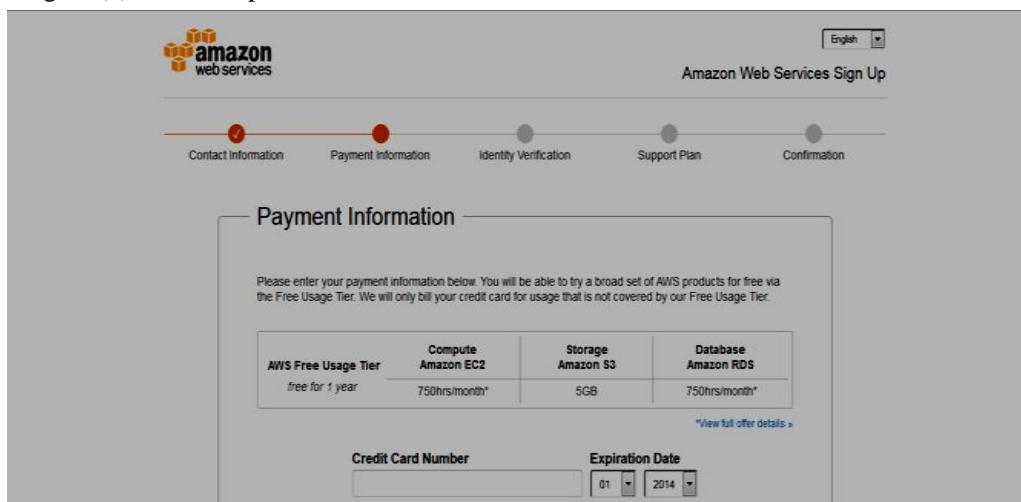 amazon
web services
English
Amazon Web Services Sign Up
Contact Information Payment Information Identity Verification Support Plan Confirmation
Payment Information
Please enter your payment information below. You will be able to try a broad set of AWS products for free via
the Free Usage Tier. We will only bill your credit card for usage that is not covered by our Free Usage Tier.
AWS Free Usage Tier
free for 1 year
Compute
Amazon EC2
Storage
Amazon S3
Database
Amazon RDS
750hrs/month*
5GB
750hrs/month*
*View full offer details »
Credit Card Number
Expiration Date
01
2014